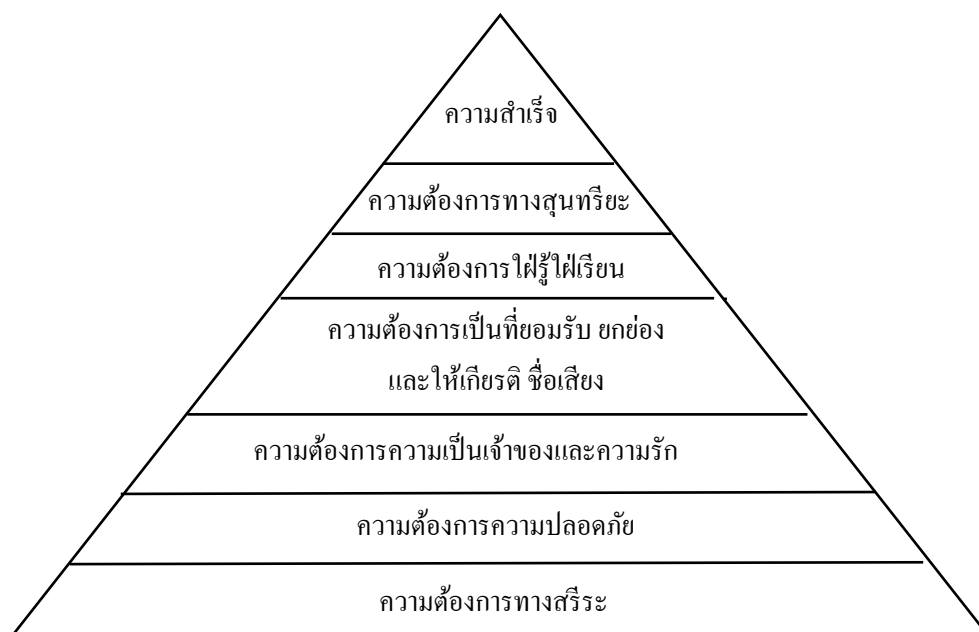 ความสำเร็จ
ความต้องการทางสุนทรียะ
ความต้องการใฝ่รู้ใฝ่เรียน
ความต้องการเป็นที่ยอมรับ ยกย่อง
และให้เกียรติ ชื่อเสียง
ความต้องการความเป็นเจ้าของและความรัก
ความต้องการความปลอดภัย
ความต้องการทางสรีระ